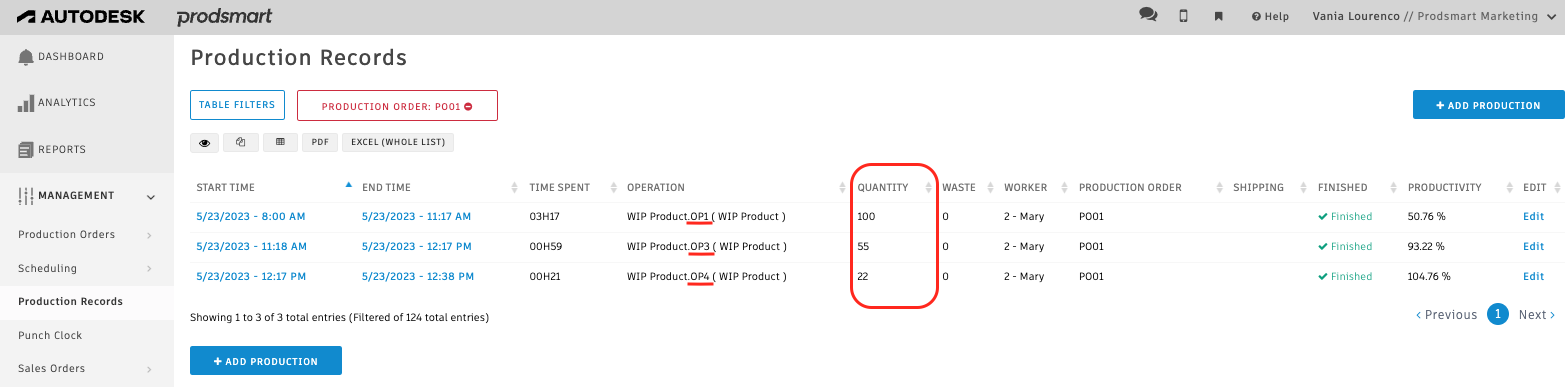 AUTODESK prodsmart Help Vania Lourenco // Prodsmart Marketing
DASHBOARD
ANALYTICS
REPORTS
MANAGEMENT
Production Orders
Scheduling
Production Records
Punch Clock
Sales Orders
Production Records
TABLE FILTERS PRODUCTION ORDER: PO01 + ADD PRODUCTION
PDF EXCEL (WHOLE LIST)
START TIME END TIME TIME SPENT OPERATION QUANTITY WASTE WORKER PRODUCTION ORDER SHIPPING FINISHED PRODUCTIVITY EDIT
5/23/2023 - 8:00 AM 5/23/2023 - 11:17 AM 03H17 WIP Product.OP1 ( WIP Product ) 100 0 2 - Mary PO01 Finished 50.76 % Edit
5/23/2023 - 11:18 AM 5/23/2023 - 12:17 PM 00H59 WIP Product.OP3 ( WIP Product ) 55 0 2 - Mary PO01 Finished 93.22 % Edit
5/23/2023 - 12:17 PM 5/23/2023 - 12:38 PM 00H21 WIP Product.OP4 ( WIP Product ) 22 0 2 - Mary PO01 Finished 104.76 % Edit
Showing 1 to 3 of 3 total entries (Filtered of 124 total entries)
‹ Previous 1 Next ›
+ ADD PRODUCTION